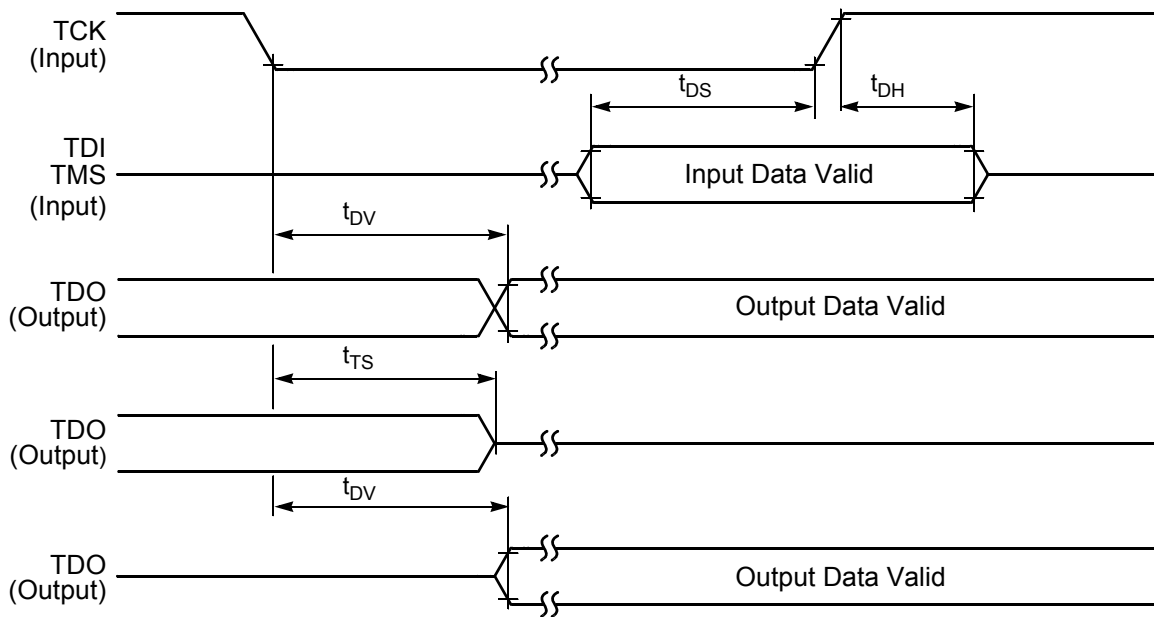 TCK
(Input)
tDS
tDH
TDI
TMS
(Input)
Input Data Valid
tDV
TDO
(Output)
Output Data Valid
tTS
TDO
(Output)
tDV
TDO
(Output)
Output Data Valid